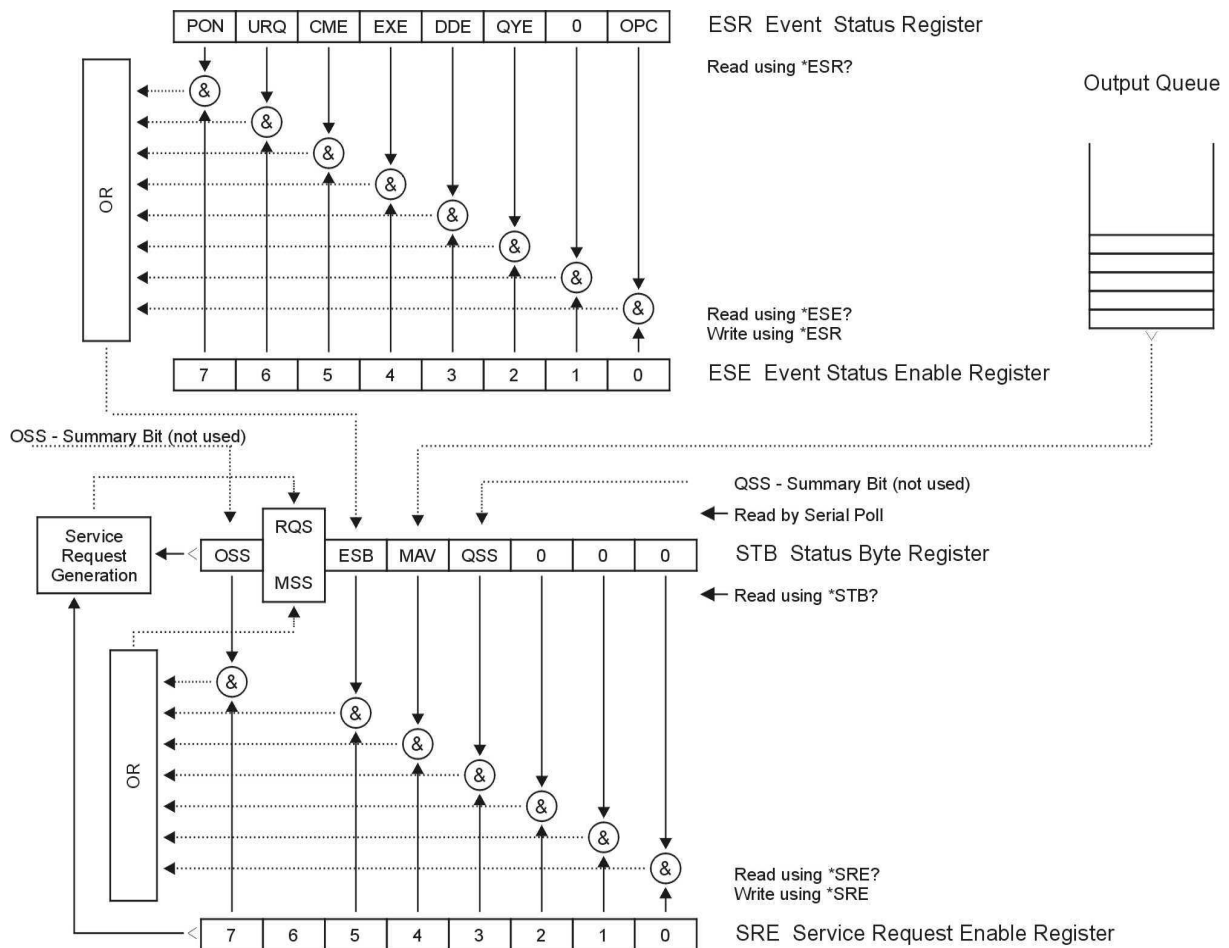 PON URQ CME EXE DDE QYE 0 OPC
ESR Event Status Register
Read using *ESR?
Output Queue
&
&
&
&
&
&
&
&
OR
Read using *ESE?
Write using *ESR
7 6 5 4 3 2 1 0
ESE Event Status Enable Register
OSS - Summary Bit (not used)
QSS - Summary Bit (not used)
Read by Serial Poll
Service
Request
Generation
OSS RQS MSS ESB MAV QSS 0 0 0
STB Status Byte Register
Read using *STB?
&
&
&
&
&
&
&
OR
Read using *SRE?
Write using *SRE
7 6 5 4 3 2 1 0
SRE Service Request Enable Register